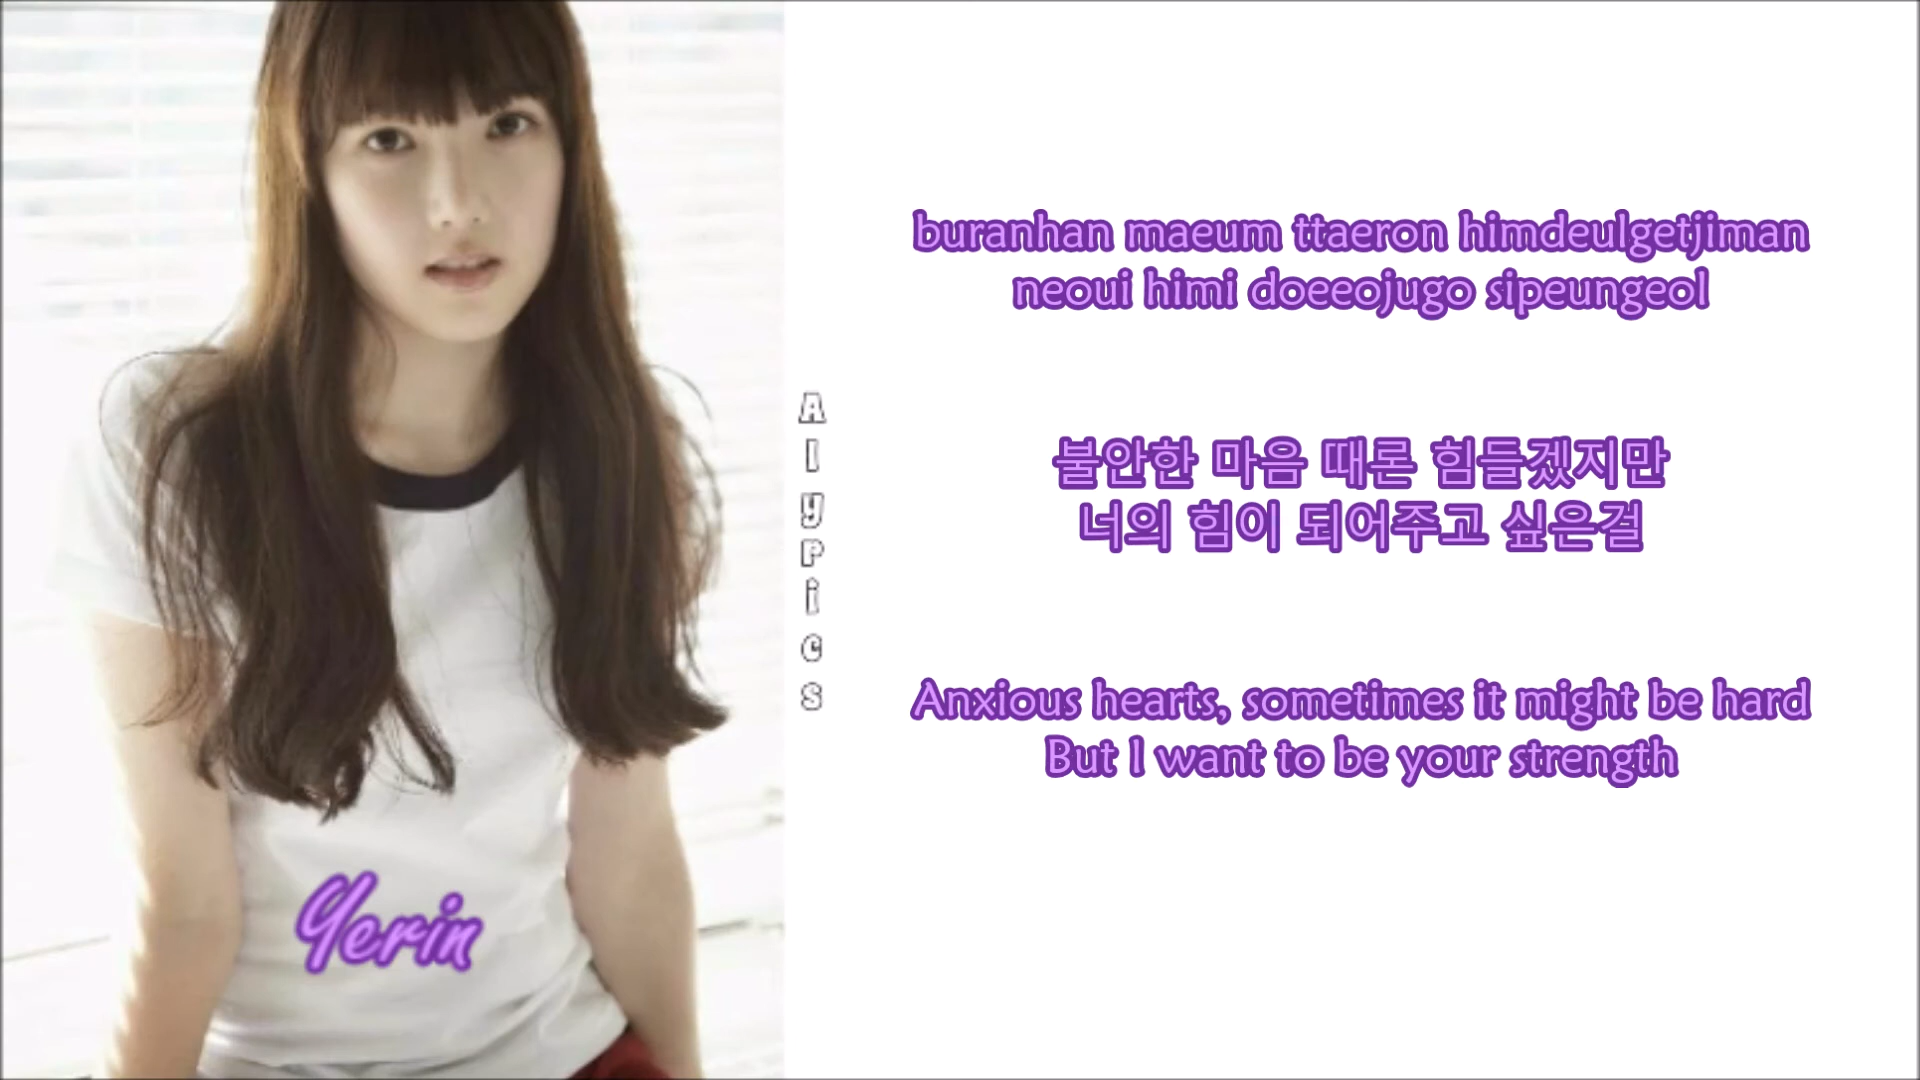 buranhan maeum ttaeron himdeulgetjiman
neoui himi doeeojugo sipeungeol
불안한 마음 때론 힘들겠지만
너의 힘이 되어주고 싶은걸
Anxious hearts, sometimes it might be hard
But I want to be your strength
AlyPics
Yerin